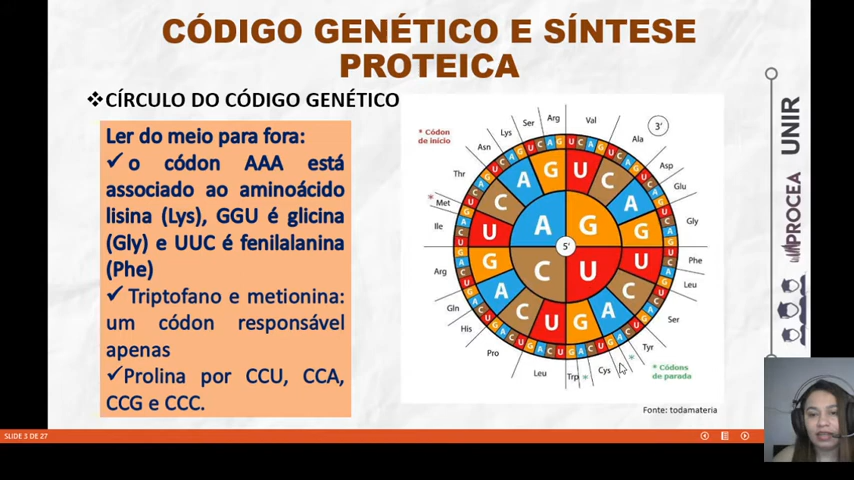 CÓDIGO GENÉTICO E SÍNTESE
PROTEICA
❖CÍRCULO DO CÓDIGO GENÉTICO
Ler do meio para fora:
✓o códon AAA está
associado ao aminoácido
lisina (Lys), GGU é glicina
(Gly) e UUC é fenilalanina
(Phe)
✓Triptofano e metionina:
um códon responsável
apenas
✓Prolina por CCU, CCA,
CCG e CCC.
* Códon
de início
3'
5'
A
G
C
U
G
U
C
A
G
U
C
A
G
U
C
A
G
U
C
A
Val
Ala
Asp
Glu
Gly
Phe
Leu
Ser
Tyr
*
Cys
*
Trp
Leu
Pro
His
Gln
Arg
Ile
* Met
Thr
Asn
Lys
Ser
Arg
* Códons
de parada
Fonte: todamateria
PROCEA UNIR
SLIDE 3 DE 27